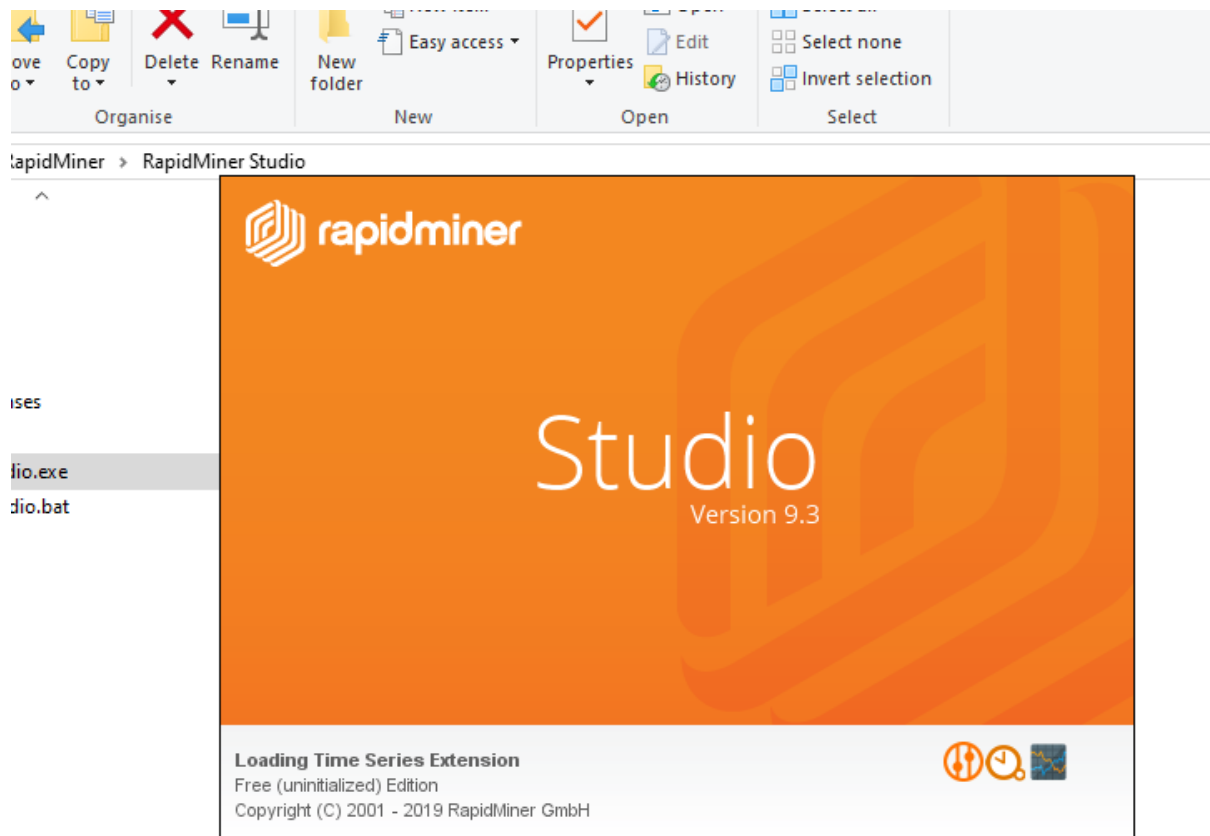 Easy access
Edit
Select none
Copy
to
Delete
Rename
New
folder
Properties
History
Invert selection
Organise
New
Open
Select
RapidMiner > RapidMiner Studio
rapidminer
Studio
Version 9.3
dio.exe
dio.bat
Loading Time Series Extension
Free (uninitialized) Edition
Copyright (C) 2001 - 2019 RapidMiner GmbH